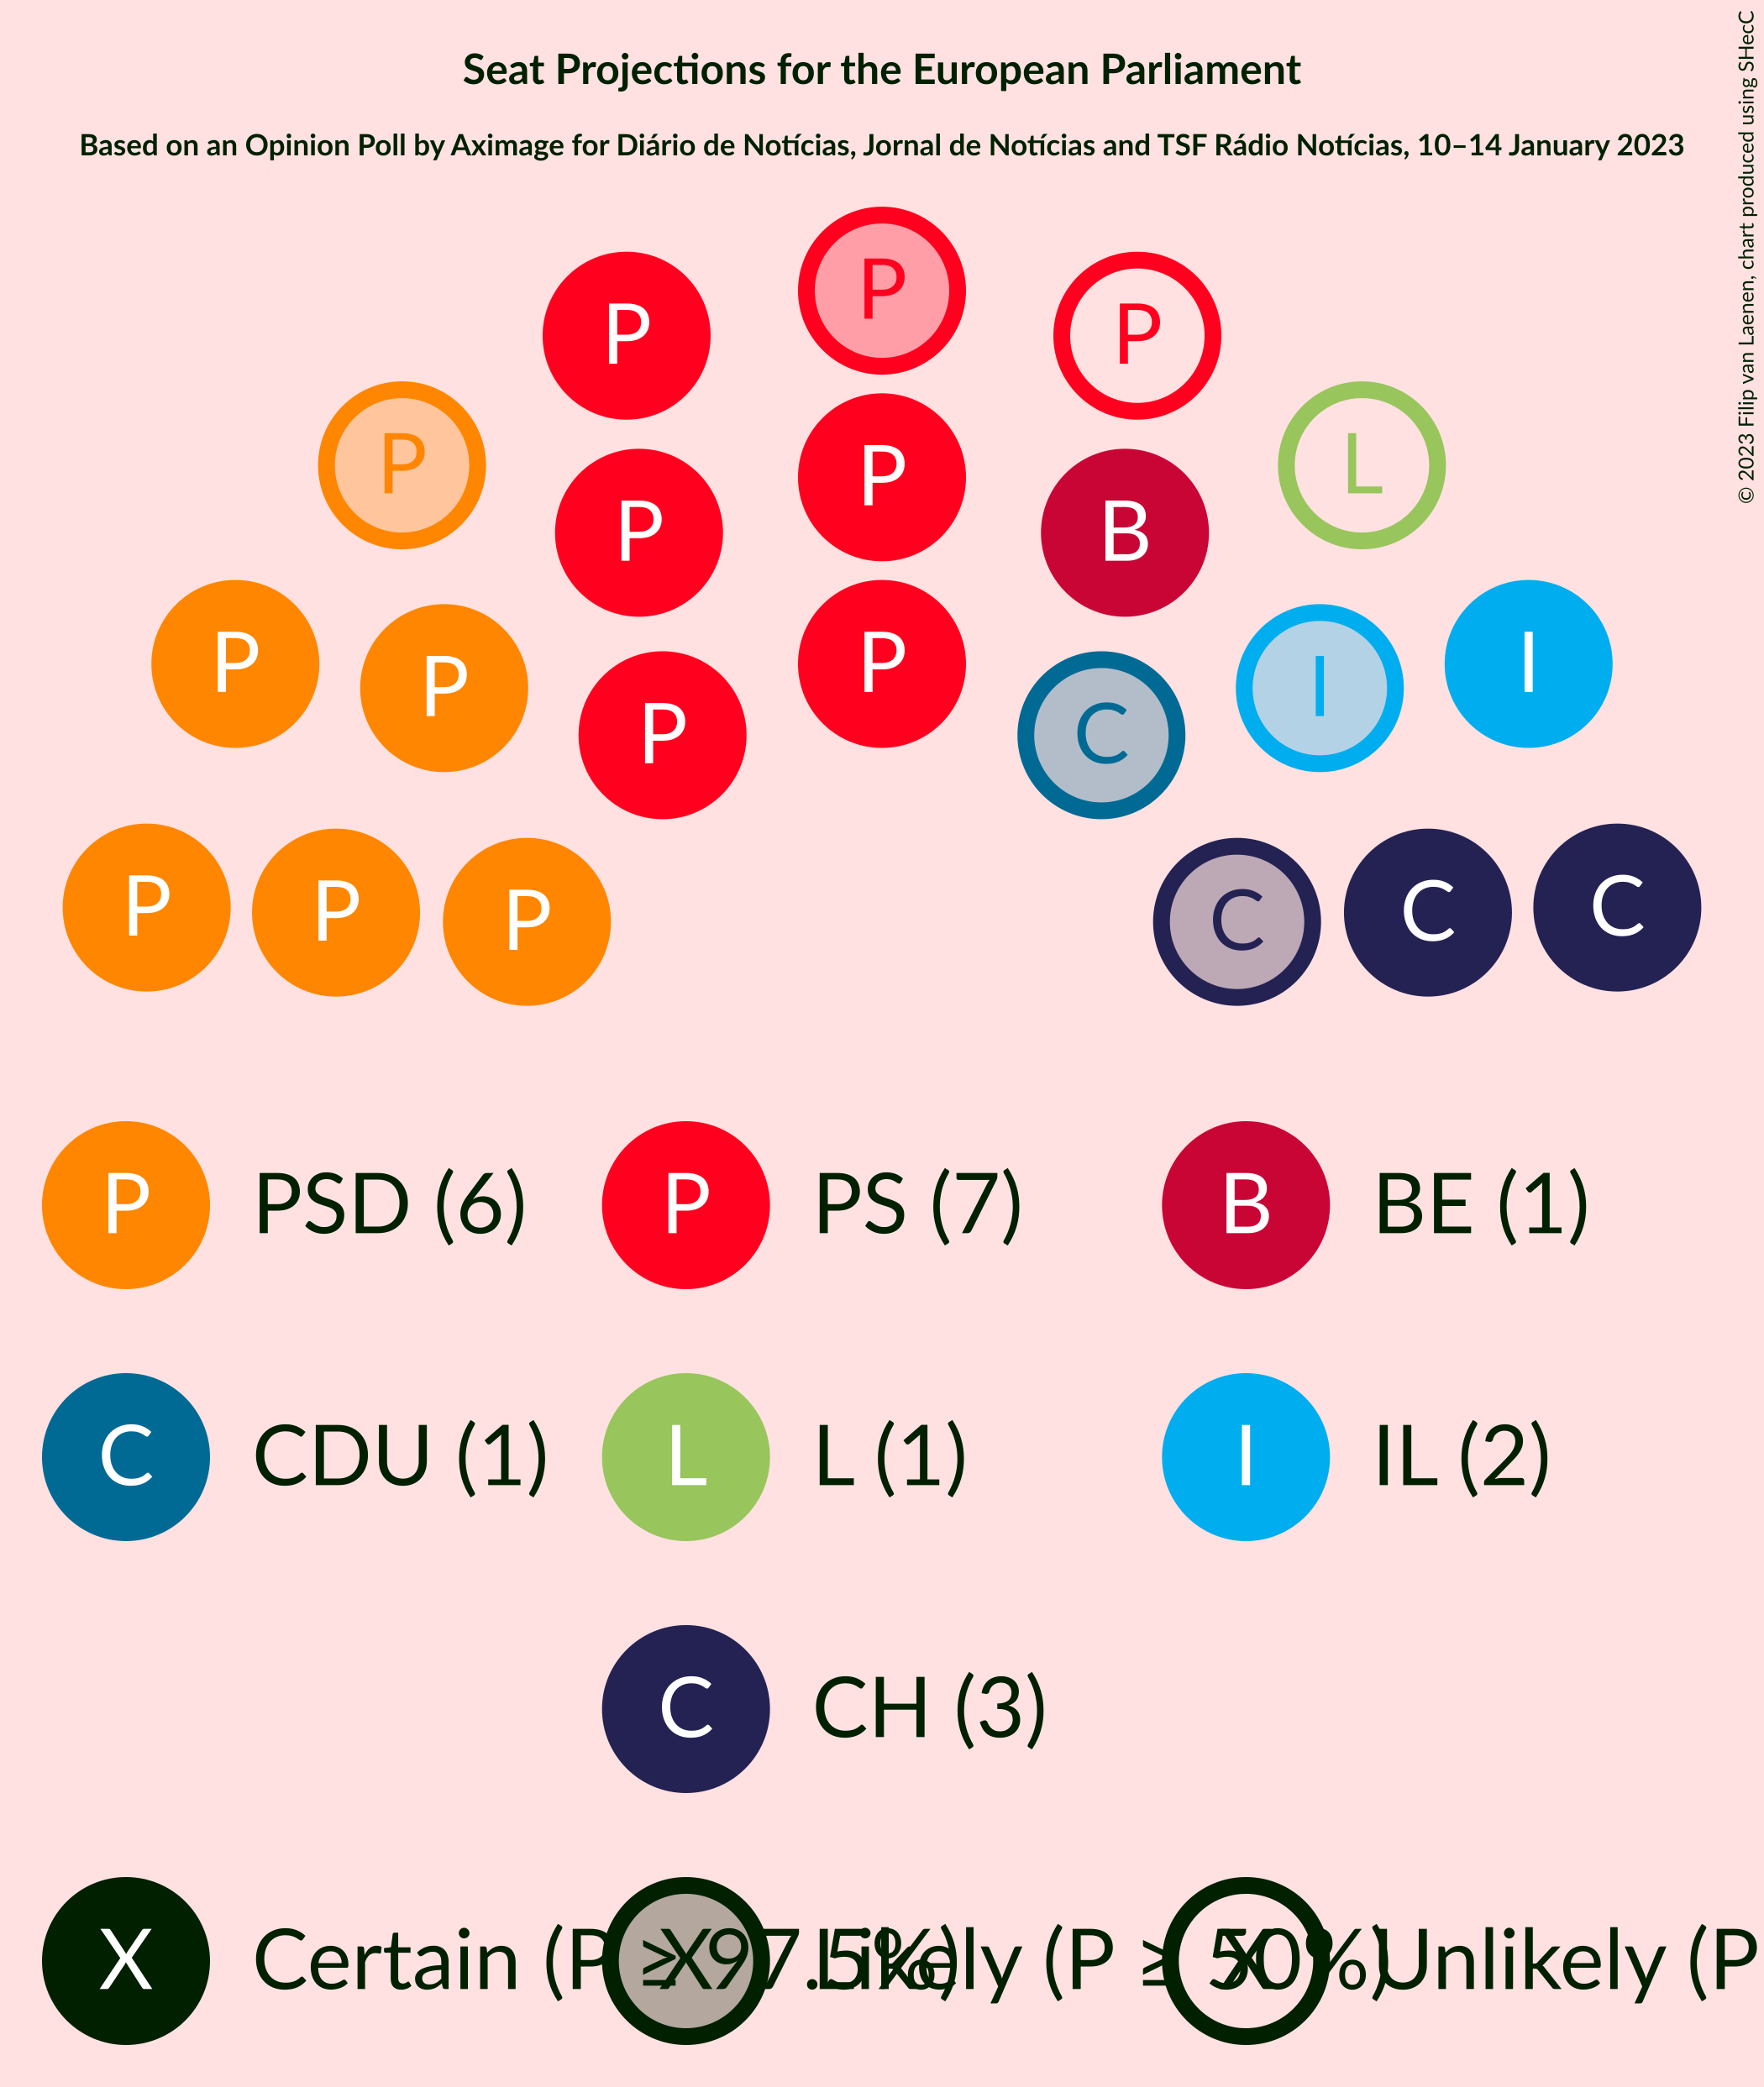 Seat Projections for the European Parliament
Based on an Opinion Poll by Aximage for Diário de Notícias, Jornal de Notícias and TSF Rádio Notícias, 10–14 January 2023
© 2023 Filip van Laenen, chart produced using SHecC
P
P P
P L
P
P B
P I
P
P I
P C
P C
P C
P C
P PSD (6) P PS (7) B BE (1)
C CDU (1) L L (1) I IL (2)
C CH (3)
X Certain (P ≥ 97.5%) X Likely (P ≥ 50%) X Unlikely (P